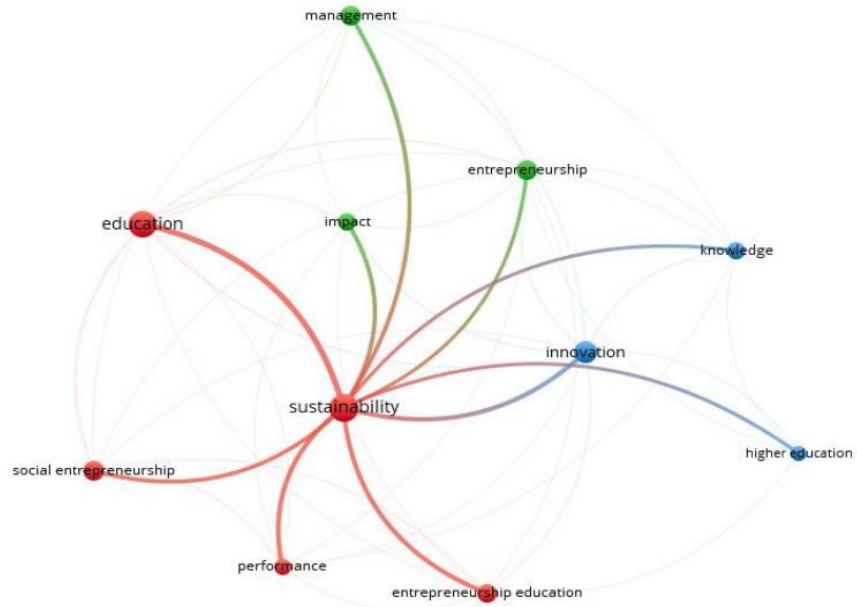 management
entrepreneurship
education
impact
knowledge
innovation
sustainability
higher education
social entrepreneurship
performance
entrepreneurship education